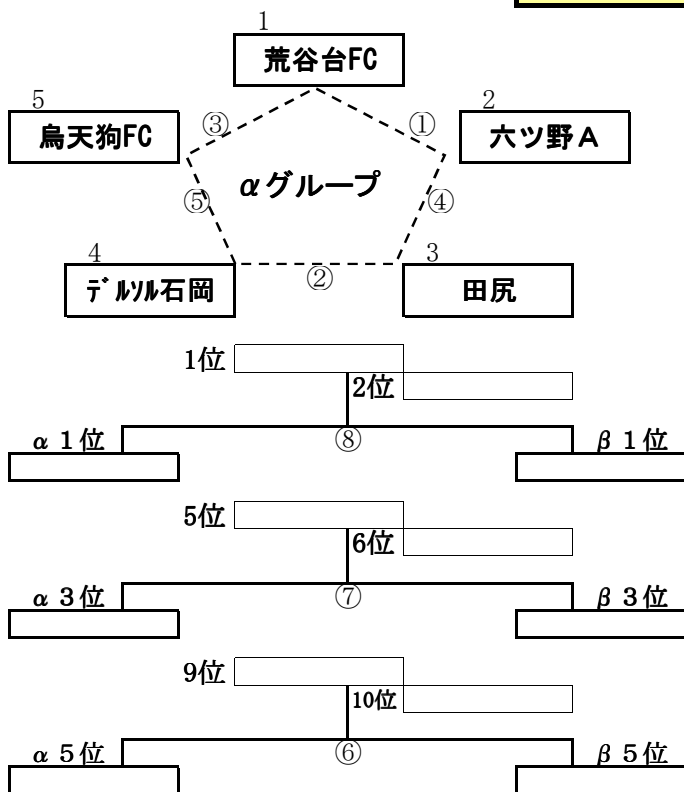 1
荒谷台FC
5
2
烏天狗FC
③
①
六ツ野A
αグループ
⑤
④
4
3
デルソル石岡
②
田尻
1位
2位
α 1位
⑧
β 1位
5位
6位
α 3位
⑦
β 3位
9位
10位
α 5位
⑥
β 5位